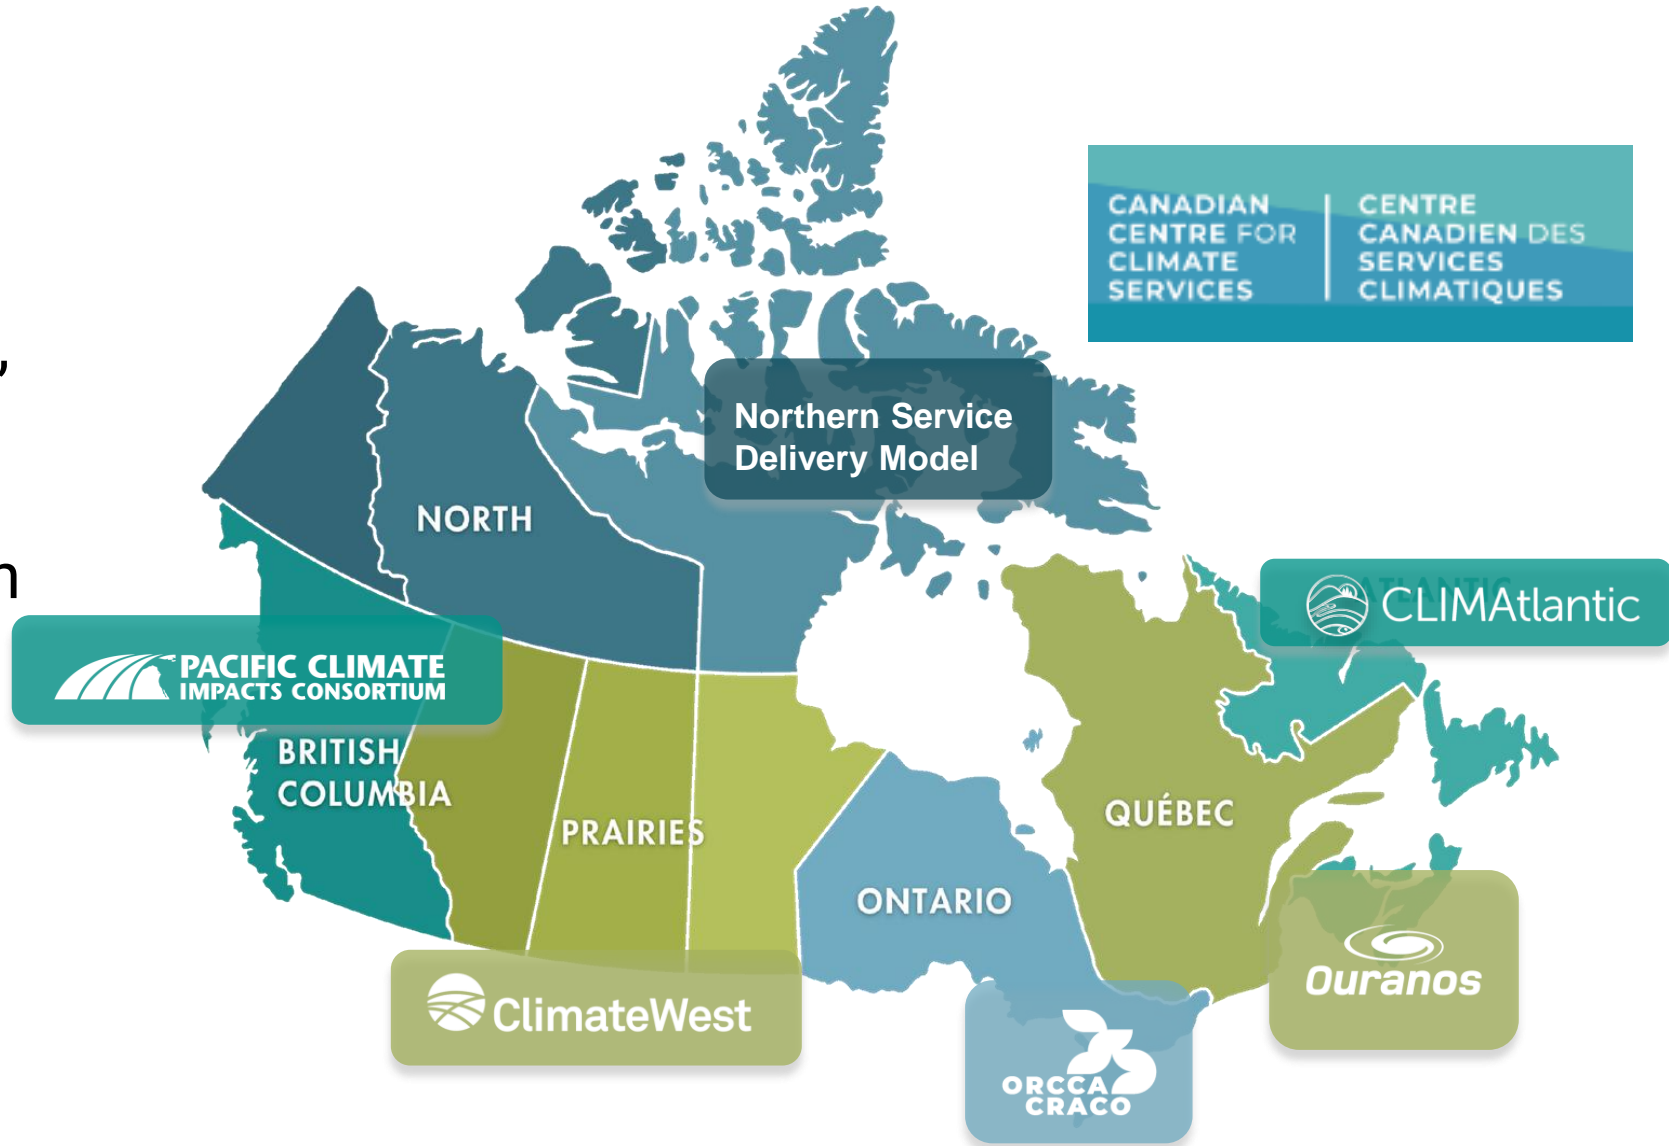 CANADIAN
CENTRE FOR
CLIMATE
SERVICES
CENTRE
CANADIEN DES
SERVICES
CLIMATIQUES
,
Northern Service
Delivery Model
NORTH
n
ATLANTIC
CLIMAtlantic
PACIFIC CLIMATE
IMPACTS CONSORTIUM
BRITISH
COLUMBIA
PRAIRIES
QUÉBEC
ONTARIO
Ouranos
ClimateWest
ORCCA
CRACO